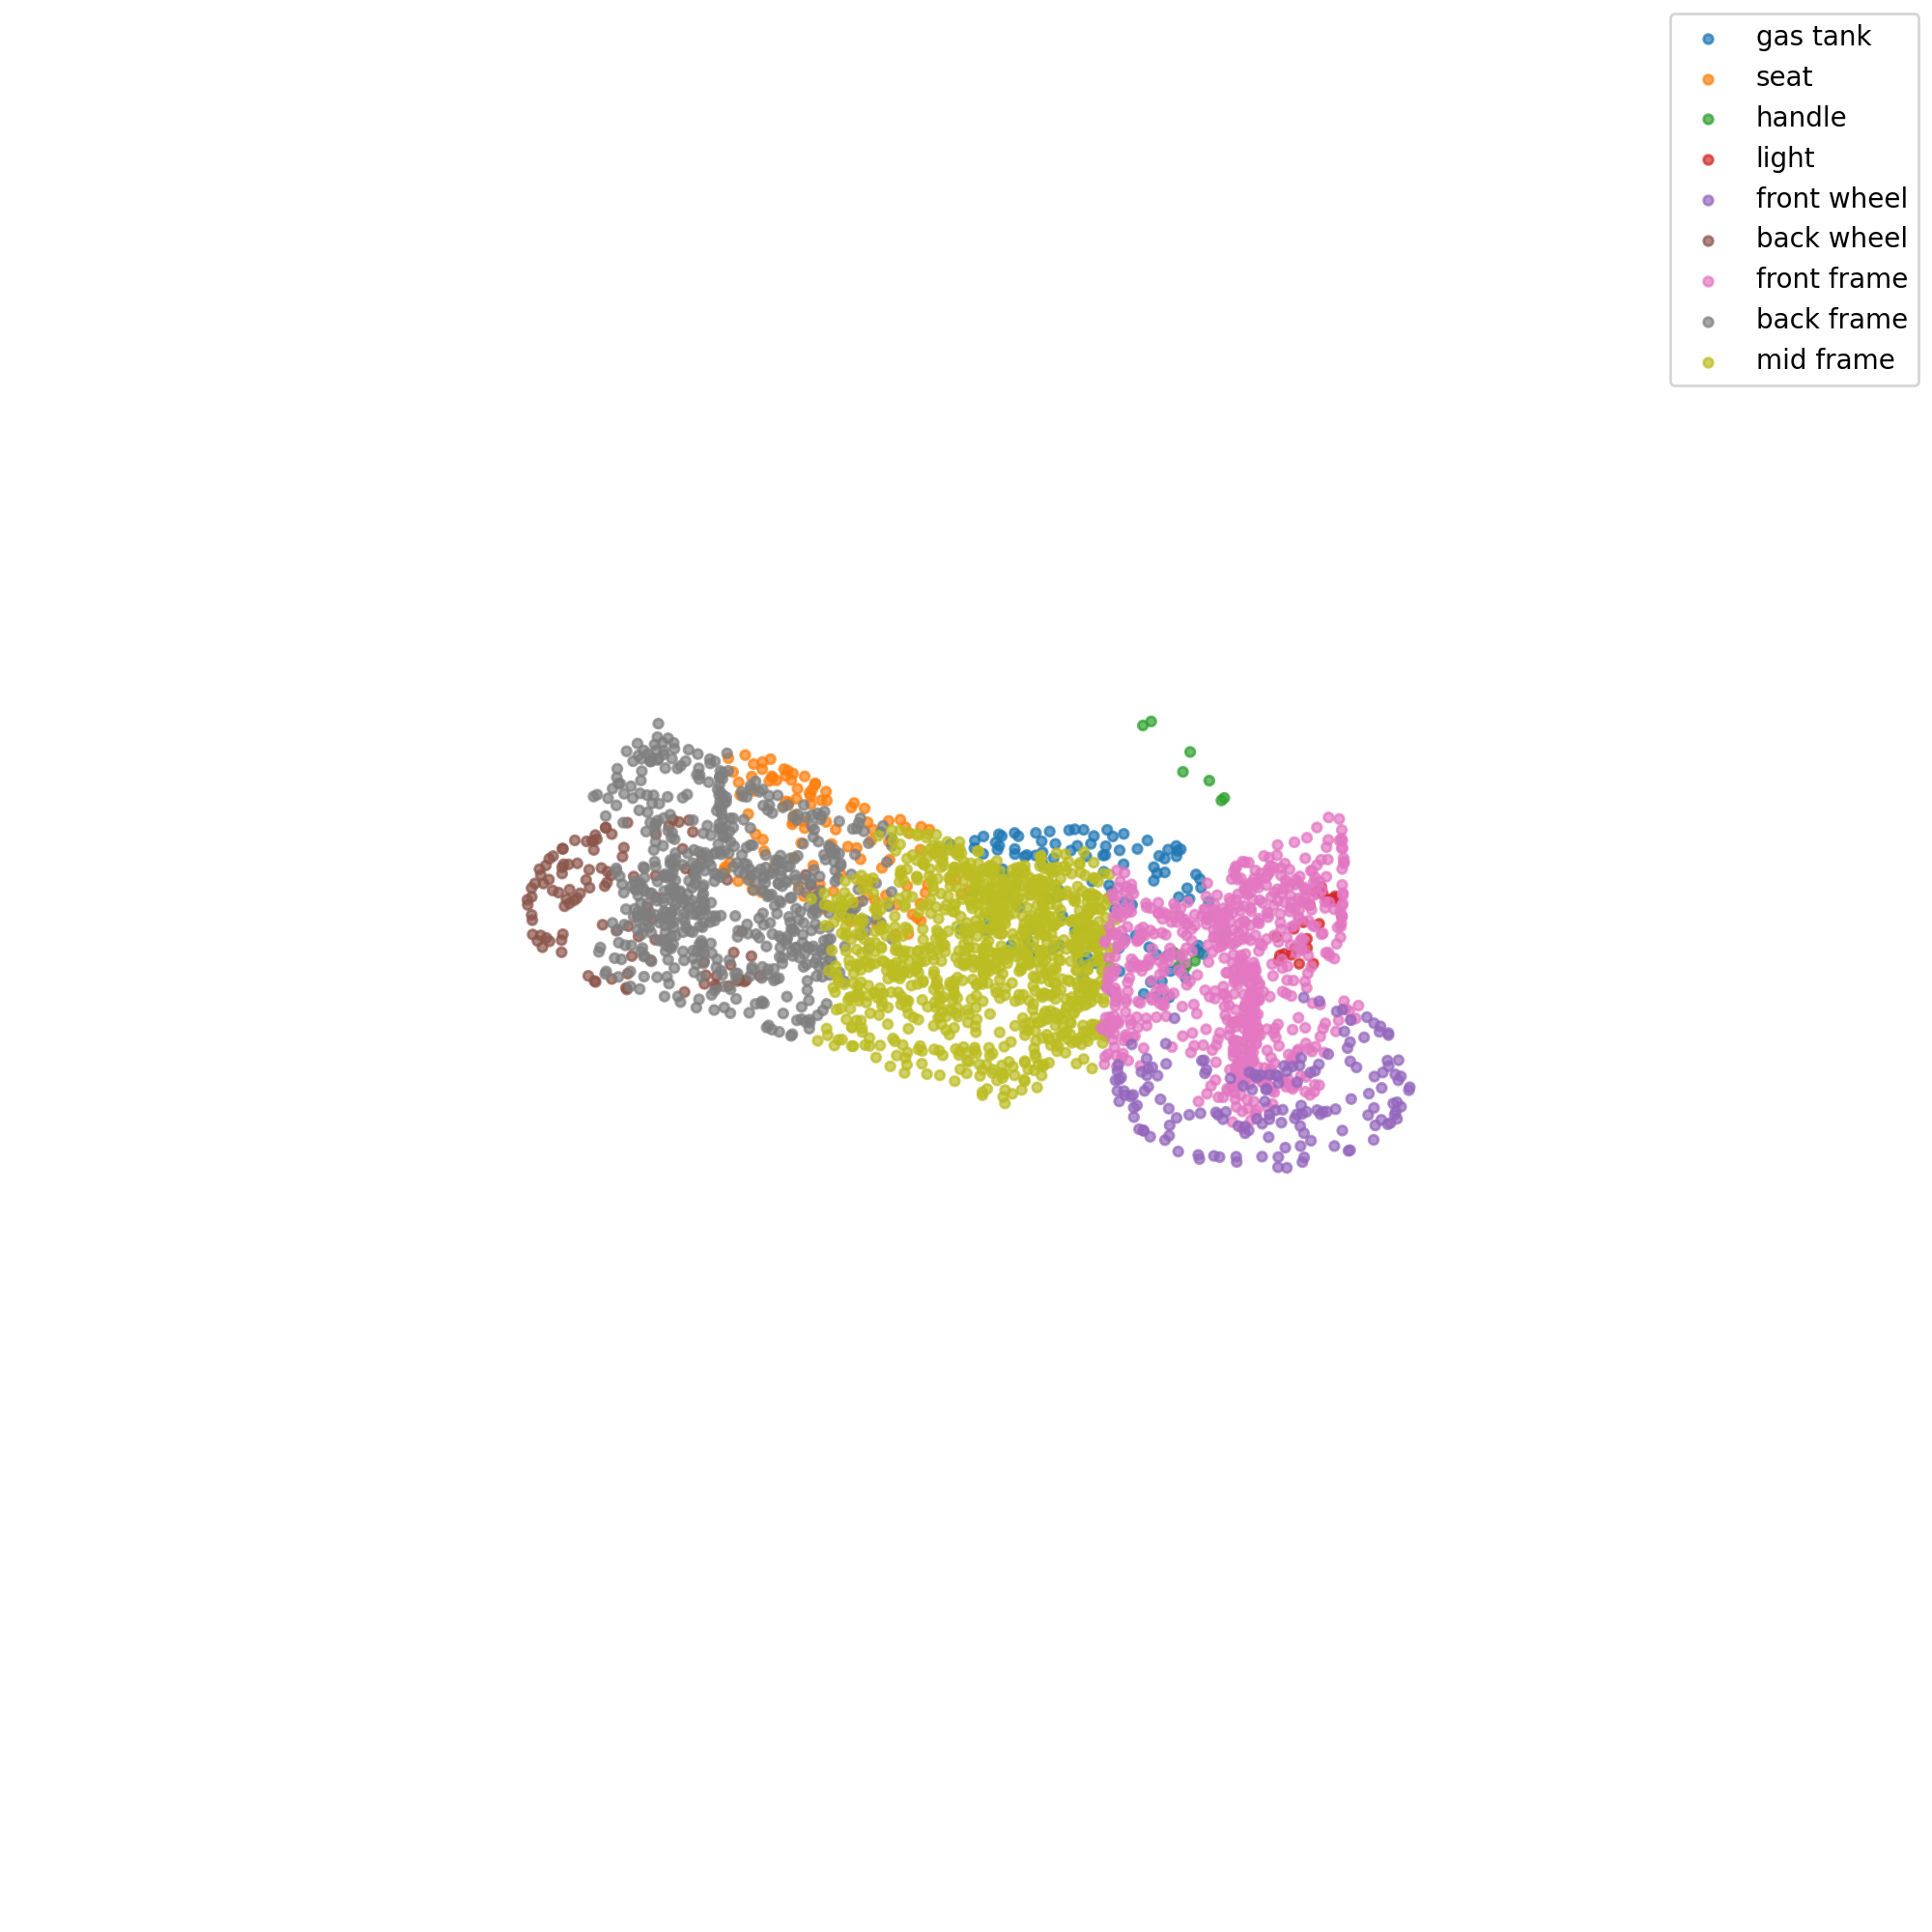 gas tank
seat
handle
light
front wheel
back wheel
front frame
back frame
mid frame